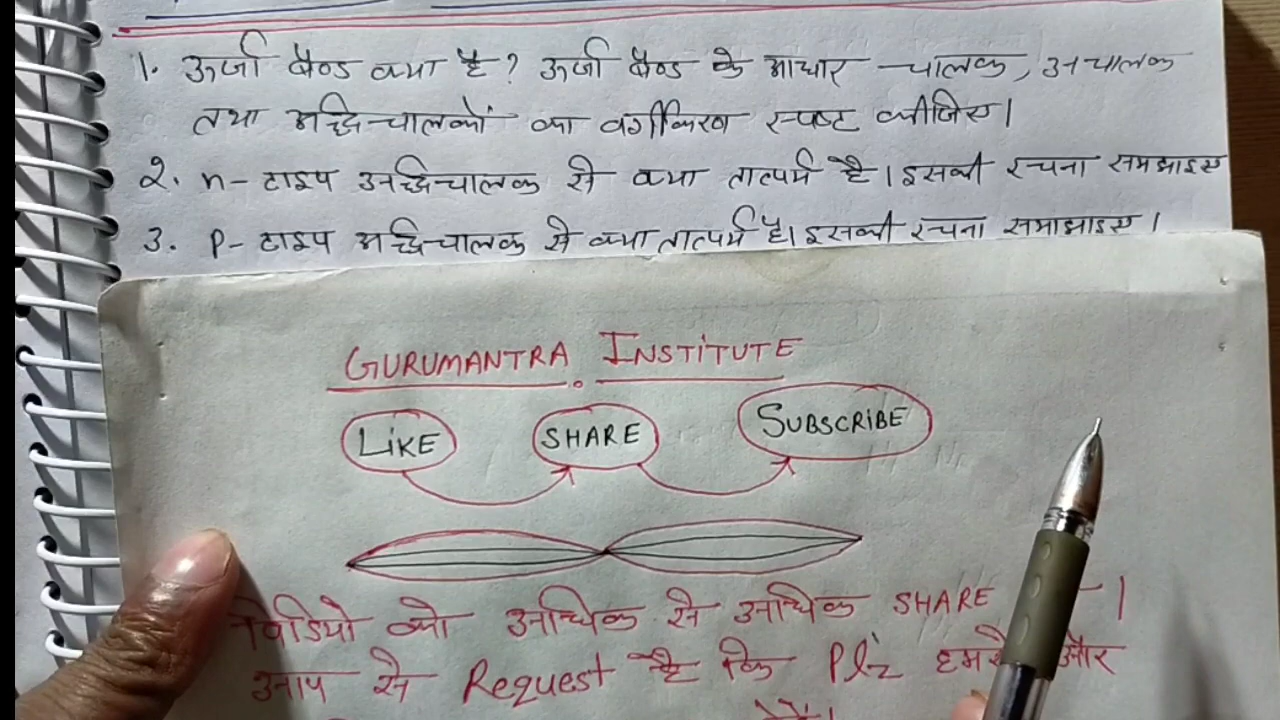 1. ऊर्जा बैण्ड क्या है? ऊर्जा बैण्ड के आधार चालक, अचालक
तथा अर्द्धचालकों का वर्गीकरण स्पष्ट कीजिए।
2. n-टाइप अर्द्धचालक से क्या तात्पर्य है। इसकी रचना समझाइए
3. P-टाइप अर्द्धचालक से क्या तात्पर्य है। इसकी रचना समझाइए।
GURUMANTRA INSTITUTE
LIKE SHARE SUBSCRIBE
विडियो को अधिक से अधिक SHARE
आप से Request है कि Plz और